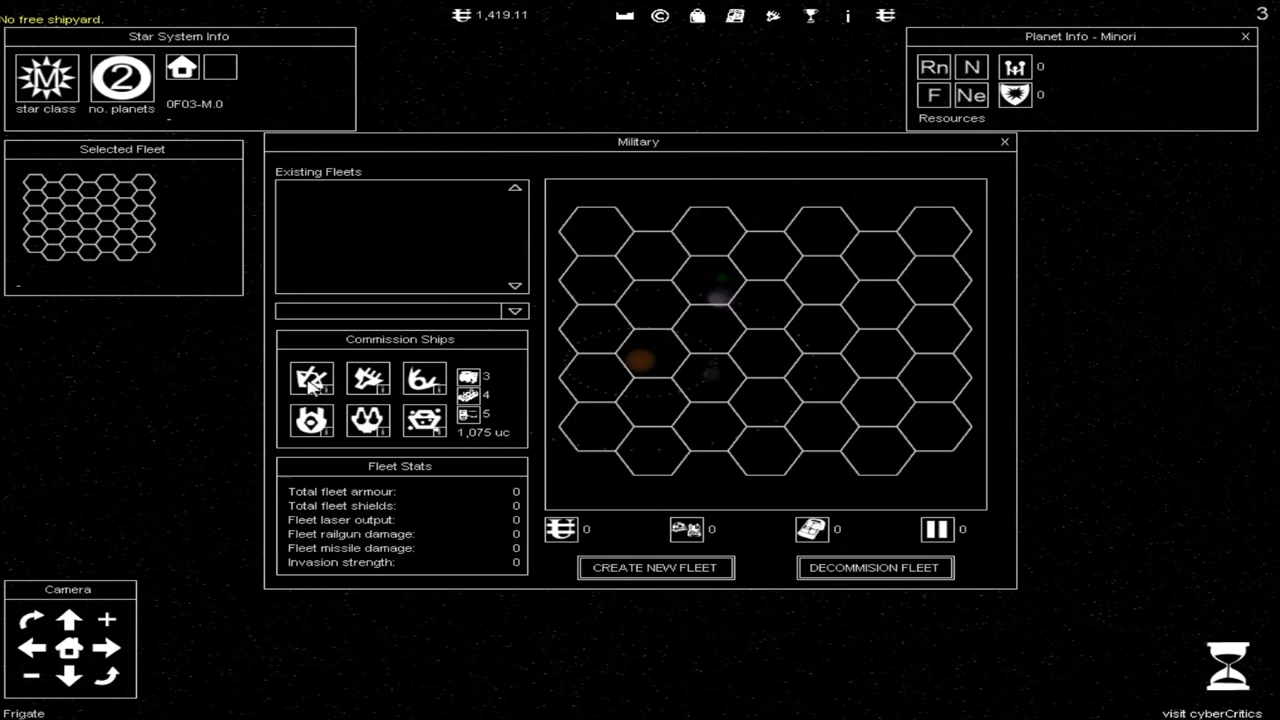 No free shipyard.
1,419.11
3
Star System Info
M
2
star class
no. planets
0F03-M.0
-
Planet Info - Minori
X
Rn N
0
F Ne
0
Resources
Selected Fleet
-
Military
X
Existing Fleets
Commission Ships
3
4
5
1,075 uc
Fleet Stats
Total fleet armour: 0
Total fleet shields: 0
Fleet laser output: 0
Fleet railgun damage: 0
Fleet missile damage: 0
Invasion strength: 0
0
0
0
0
CREATE NEW FLEET
DECOMMISION FLEET
Camera
Frigate
visit cyberCritics